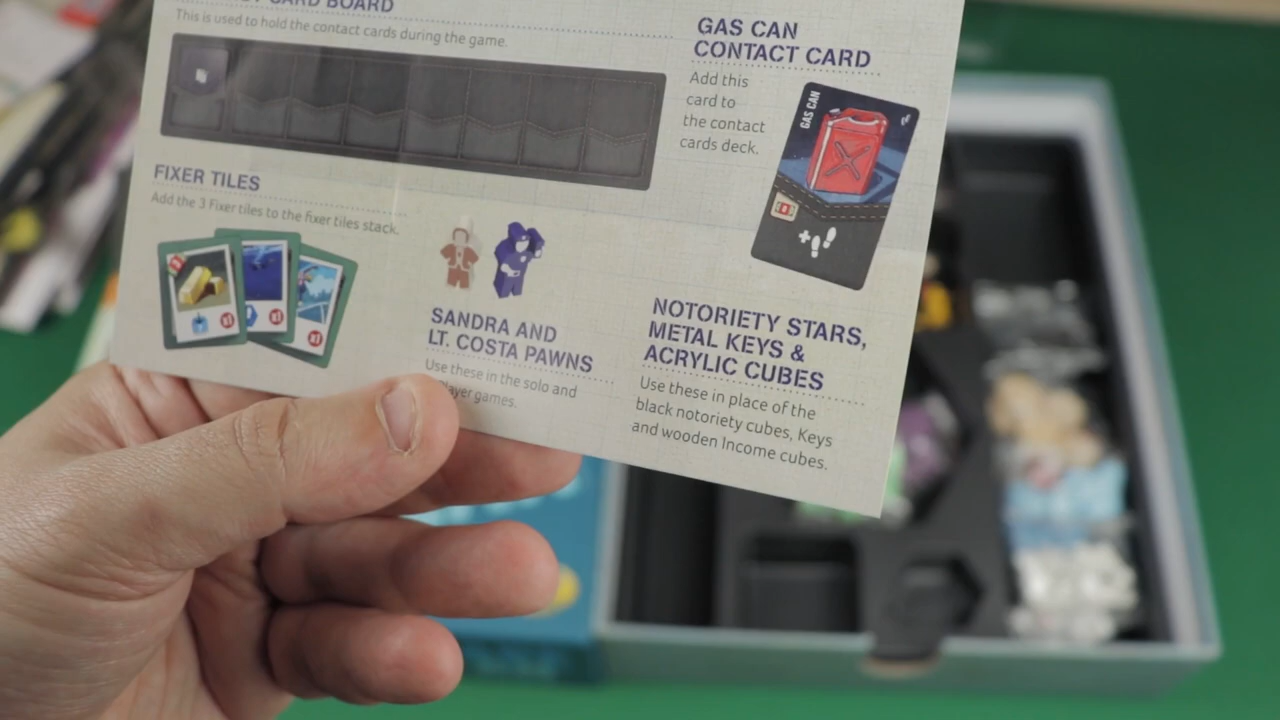 CARD BOARD
This is used to hold the contact cards during the game.
GAS CAN
CONTACT CARD
Add this
card to
the contact
cards deck.
GAS CAN
FIXER TILES
Add the 3 Fixer tiles to the fixer tiles stack.
x1
x1
x1
SANDRA AND
LT. COSTA PAWNS
Use these in the solo and
player games.
NOTORIETY STARS,
METAL KEYS &
ACRYLIC CUBES
Use these in place of the
black notoriety cubes, Keys
and wooden Income cubes.